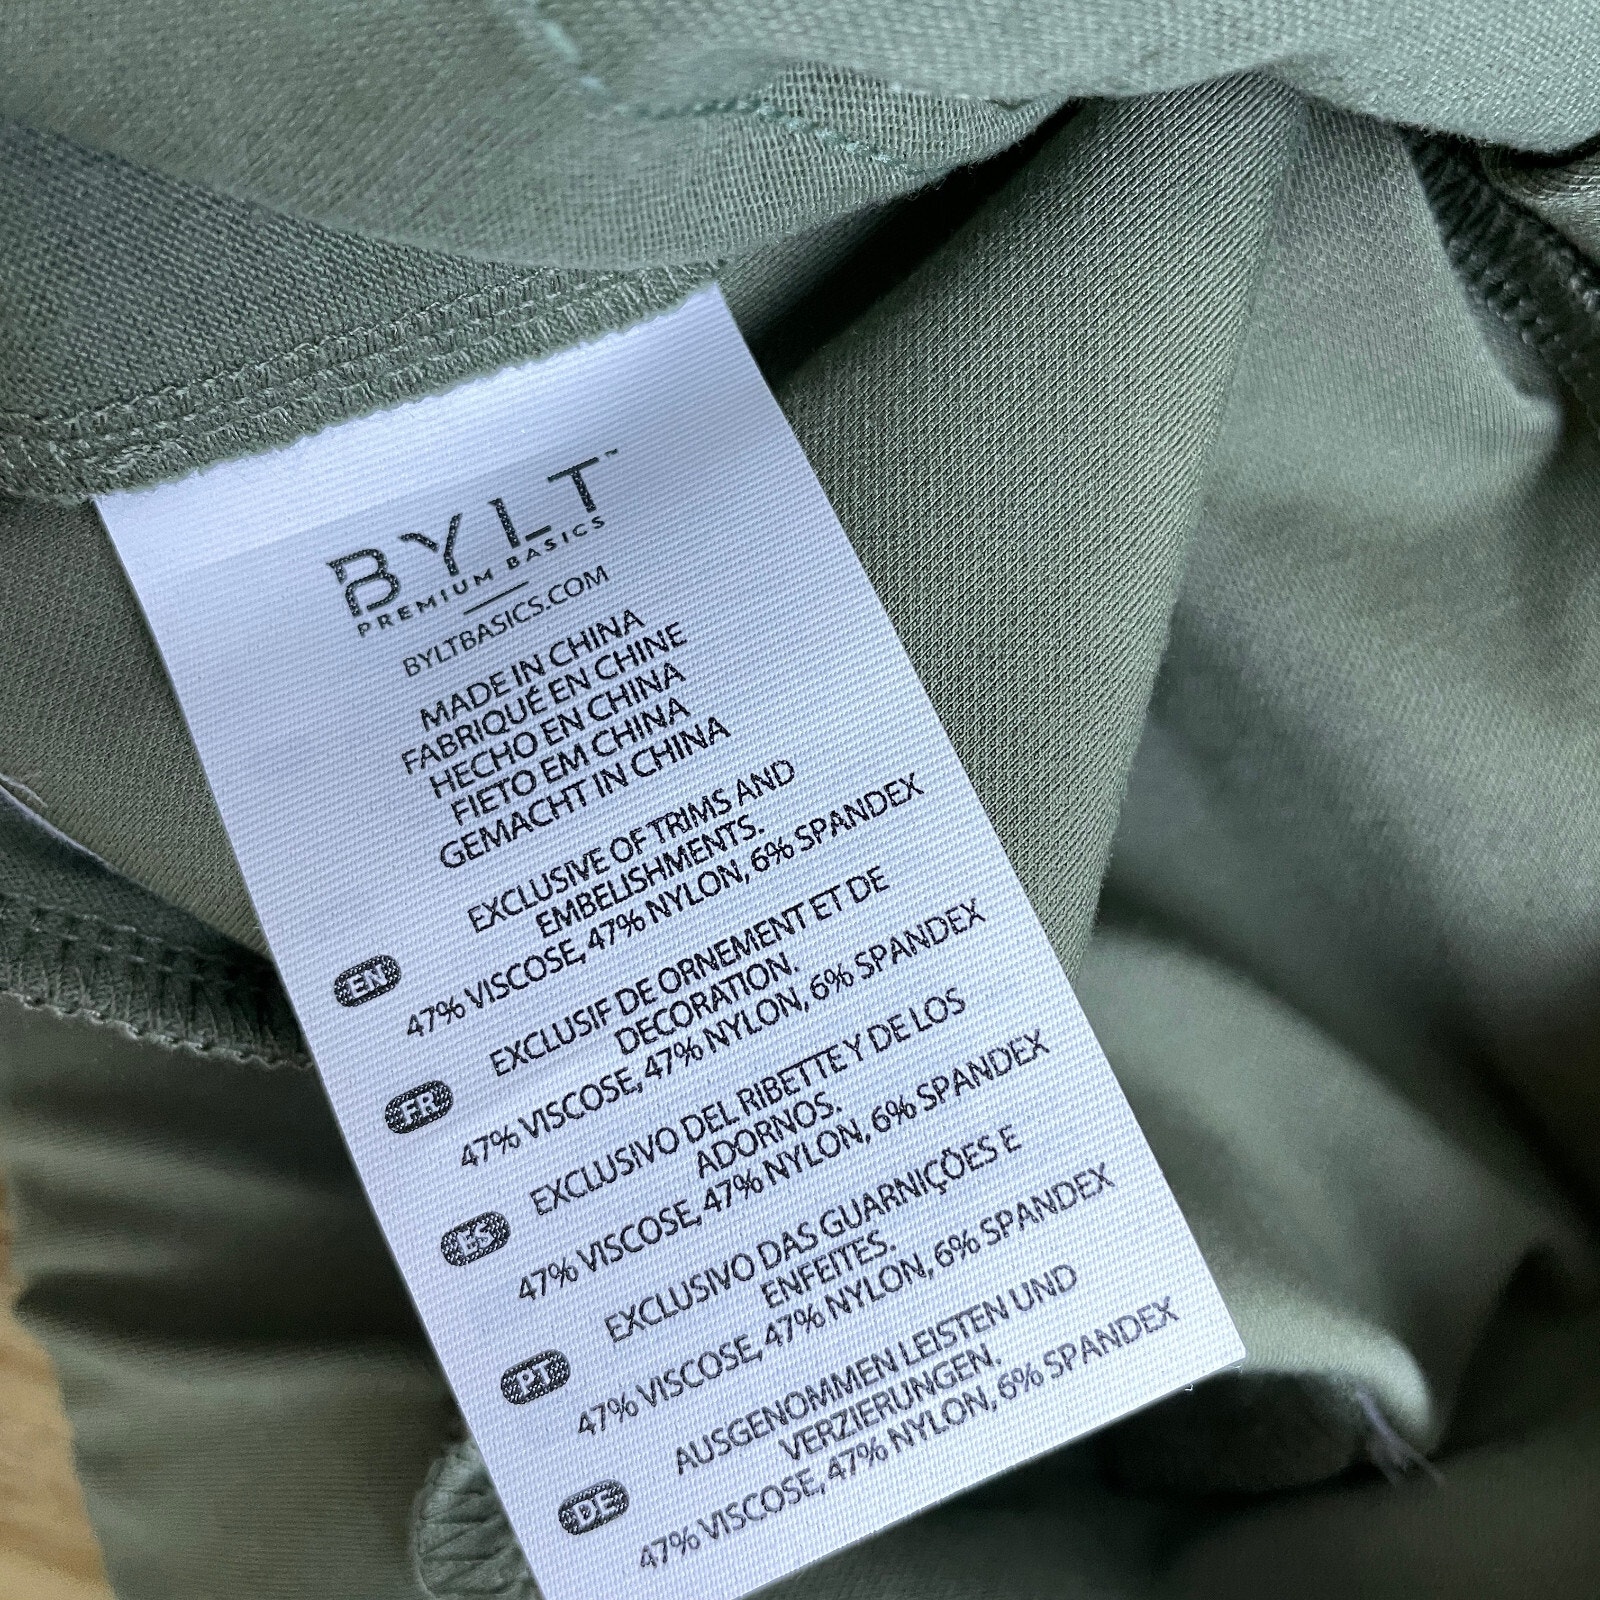 BYLT™
PREMIUM BASICS
BYLTBASICS.COM
MADE IN CHINA
FABRIQUÉ EN CHINE
HECHO EN CHINA
FIETO EM CHINA
GEMACHT IN CHINA
EXCLUSIVE OF TRIMS AND
EMBELISHMENTS.
EN 47% VISCOSE, 47% NYLON, 6% SPANDEX
EXCLUSIF DE ORNEMENT ET DE
DECORATION.
FR 47% VISCOSE, 47% NYLON, 6% SPANDEX
EXCLUSIVO DEL RIBETTE Y DE LOS
ADORNOS.
ES 47% VISCOSE, 47% NYLON, 6% SPANDEX
EXCLUSIVO DAS GUARNIÇÕES E
ENFEITES.
PT 47% VISCOSE, 47% NYLON, 6% SPANDEX
AUSGENOMMEN LEISTEN UND
VERZIERUNGEN.
DE 47% VISCOSE, 47% NYLON, 6% SPANDEX